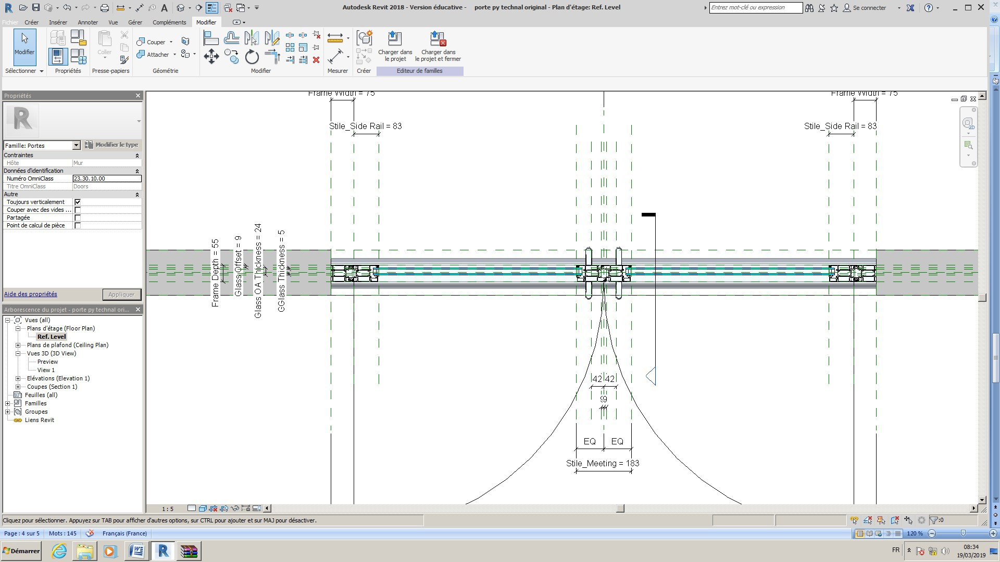 Autodesk Revit 2018 - Version éducative - porte py technal original - Plan d'étage: Ref. Level
Entrez mot-clé ou expression
Se connecter
Fichier Créer Insérer Annoter Vue Gérer Compléments Modifier
Modifier
Coller
Couper
Attacher
Charger dans le projet
Charger dans le projet et fermer
Sélectionner Propriétés Presse-papiers Géométrie Modifier Mesurer Créer Editeur de familles
Propriétés
R
Famille: Portes
Modifier le type
Contraintes
Hôte Mur
Données d'identification
Numéro OmniClass 23.30.10.00
Titre OmniClass Doors
Autre
Toujours verticalement
Couper avec des vides ...
Partagée
Point de calcul de pièce
Aide des propriétés
Appliquer
Arborescence du projet - porte py technal ori...
Vues (all)
Plans d'étage (Floor Plan)
Ref. Level
Plans de plafond (Ceiling Plan)
Vues 3D (3D View)
Preview
View 1
Elévations (Elevation 1)
Coupes (Section 1)
Feuilles (all)
Familles
Groupes
Liens Revit
Frame Width = 75
Frame Width = 75
Stile_Side Rail = 83
Stile_Side Rail = 83
2D
Frame Depth = 55
Glass Offset = 9
Glass OA Thickness = 24
GGlass Thickness = 5
42 42
EQ EQ
Stile_Meeting = 183
1 : 5
Cliquez pour sélectionner. Appuyez sur TAB pour afficher d'autres options, sur CTRL pour ajouter et sur MAJ pour désactiver.
:0
Page : 4 sur 5 Mots : 145 Français (France)
120 %
Démarrer
FR
08:34
19/03/2019